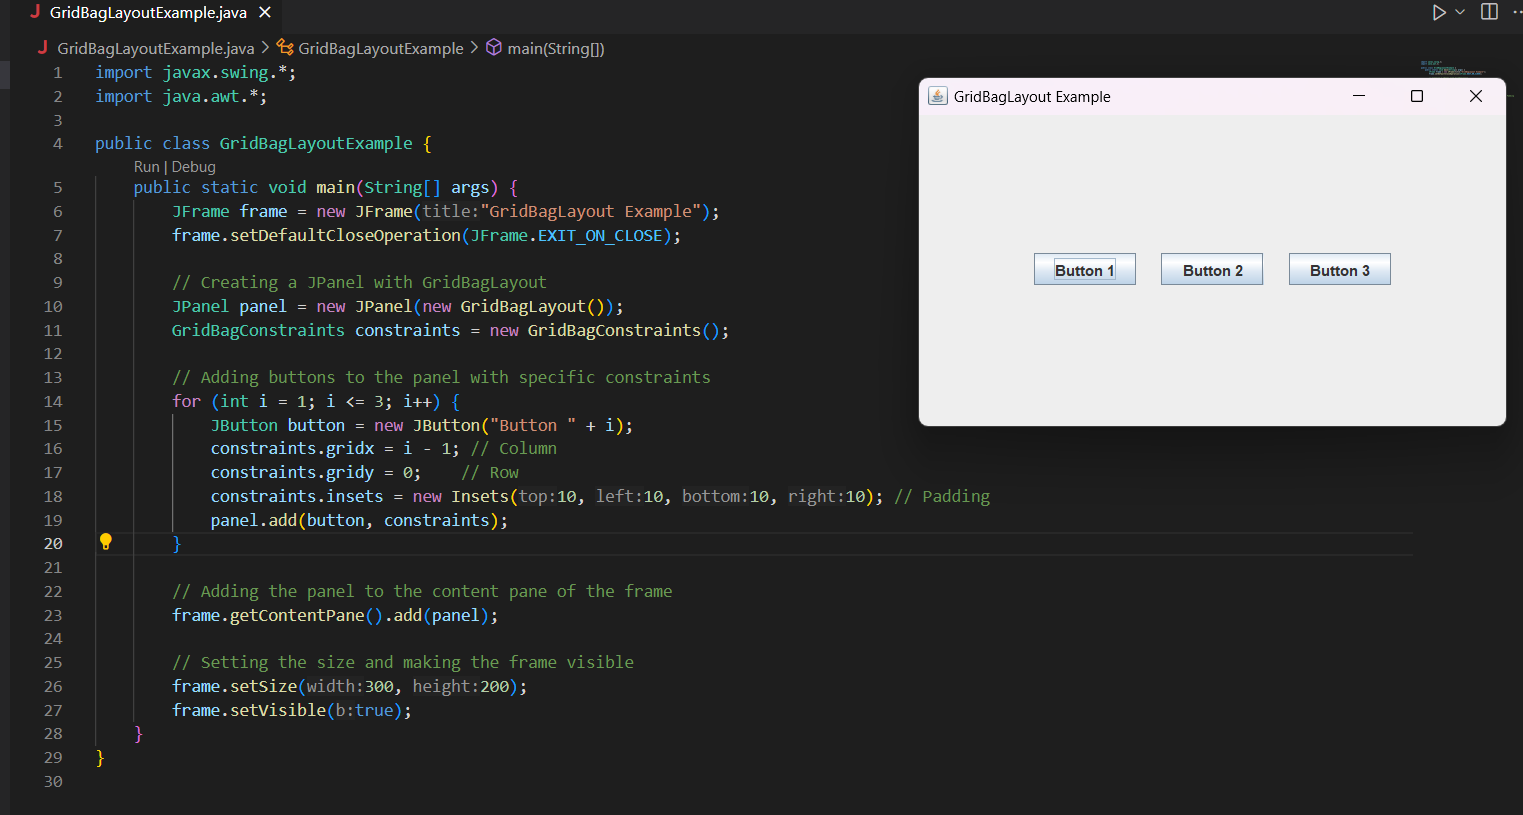 GridBagLayoutExample.java
GridBagLayoutExample.java > GridBagLayoutExample > main(String[])
1 import javax.swing.*;
2 import java.awt.*;
3
4 public class GridBagLayoutExample {
Run | Debug
5 public static void main(String[] args) {
6 JFrame frame = new JFrame(title:"GridBagLayout Example");
7 frame.setDefaultCloseOperation(JFrame.EXIT_ON_CLOSE);
8
9 // Creating a JPanel with GridBagLayout
10 JPanel panel = new JPanel(new GridBagLayout());
11 GridBagConstraints constraints = new GridBagConstraints();
12
13 // Adding buttons to the panel with specific constraints
14 for (int i = 1; i <= 3; i++) {
15 JButton button = new JButton("Button " + i);
16 constraints.gridx = i - 1; // Column
17 constraints.gridy = 0;    // Row
18 constraints.insets = new Insets(top:10, left:10, bottom:10, right:10); // Padding
19 panel.add(button, constraints);
20 }
21
22 // Adding the panel to the content pane of the frame
23 frame.getContentPane().add(panel);
24
25 // Setting the size and making the frame visible
26 frame.setSize(width:300, height:200);
27 frame.setVisible(b:true);
28 }
29 }
30
GridBagLayout Example
Button 1 Button 2 Button 3